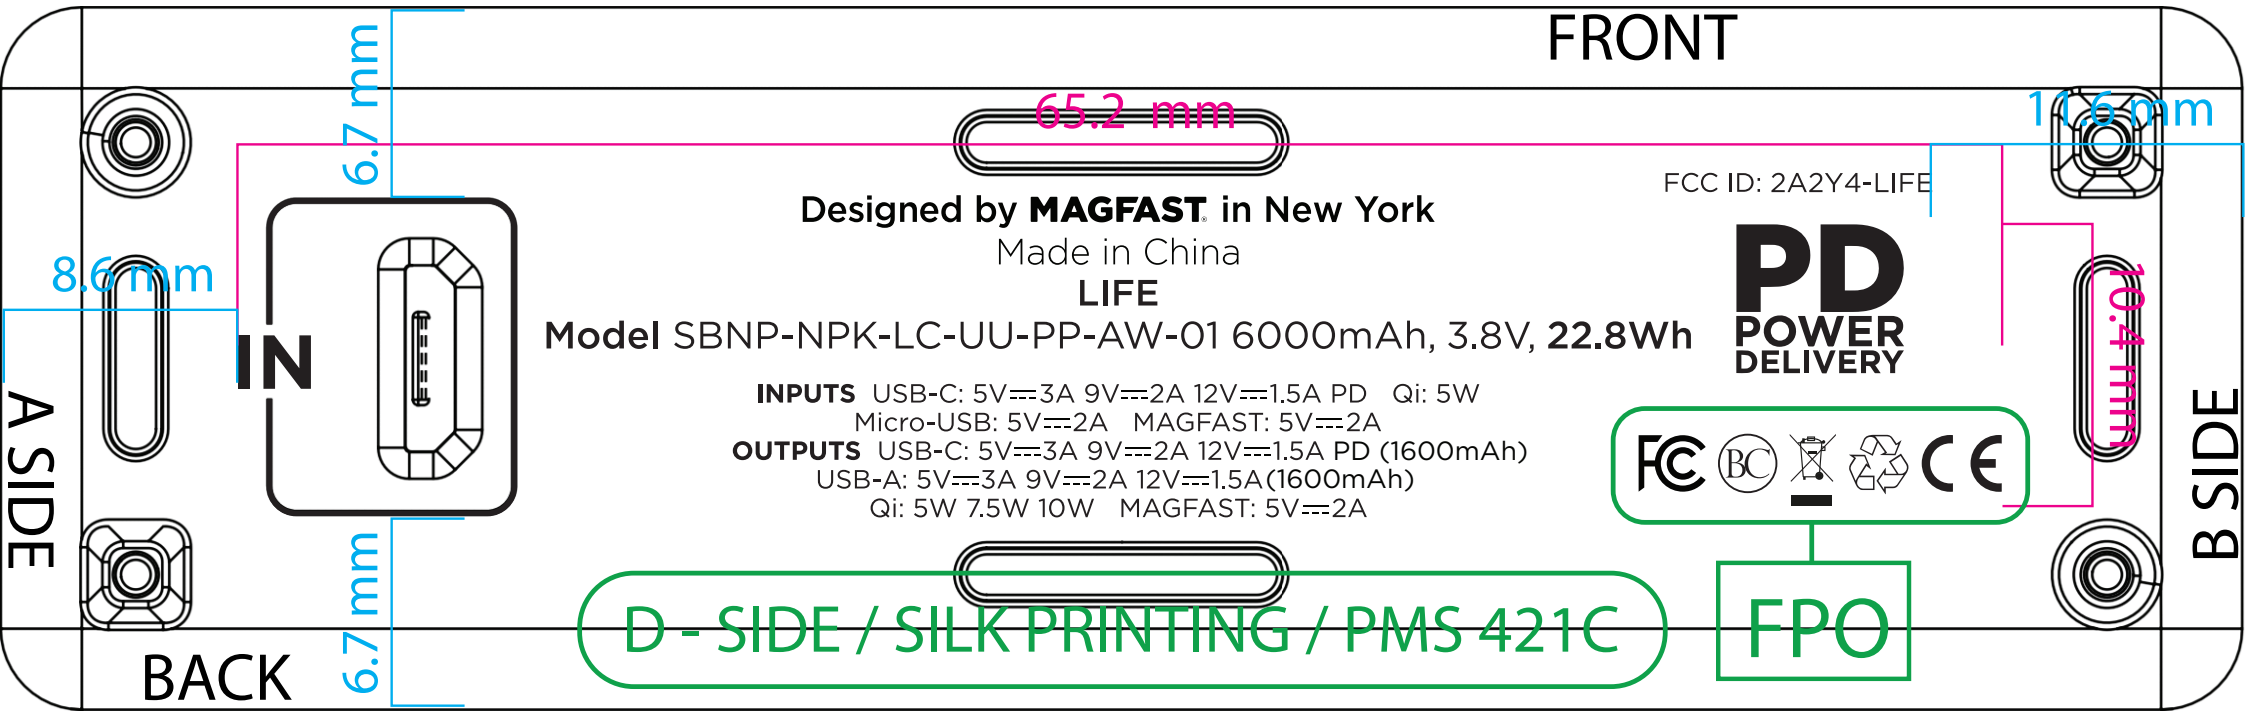 FRONT
6.7 mm
65.2 mm
11.6 mm
FCC ID: 2A2Y4-LIFE
Designed by MAGFAST. in New York
Made in China
LIFE
Model SBNP-NPK-LC-UU-PP-AW-01 6000mAh, 3.8V, 22.8Wh
8.6 mm
IN
PD
POWER
DELIVERY
10.4 mm
INPUTS USB-C: 5V⎓3A 9V⎓2A 12V⎓1.5A PD Qi: 5W
Micro-USB: 5V⎓2A MAGFAST: 5V⎓2A
OUTPUTS USB-C: 5V⎓3A 9V⎓2A 12V⎓1.5A PD (1600mAh)
USB-A: 5V⎓3A 9V⎓2A 12V⎓1.5A(1600mAh)
Qi: 5W 7.5W 10W MAGFAST: 5V⎓2A
FC BC CE
A SIDE
B SIDE
6.7 mm
D - SIDE / SILK PRINTING / PMS 421C
FPO
BACK